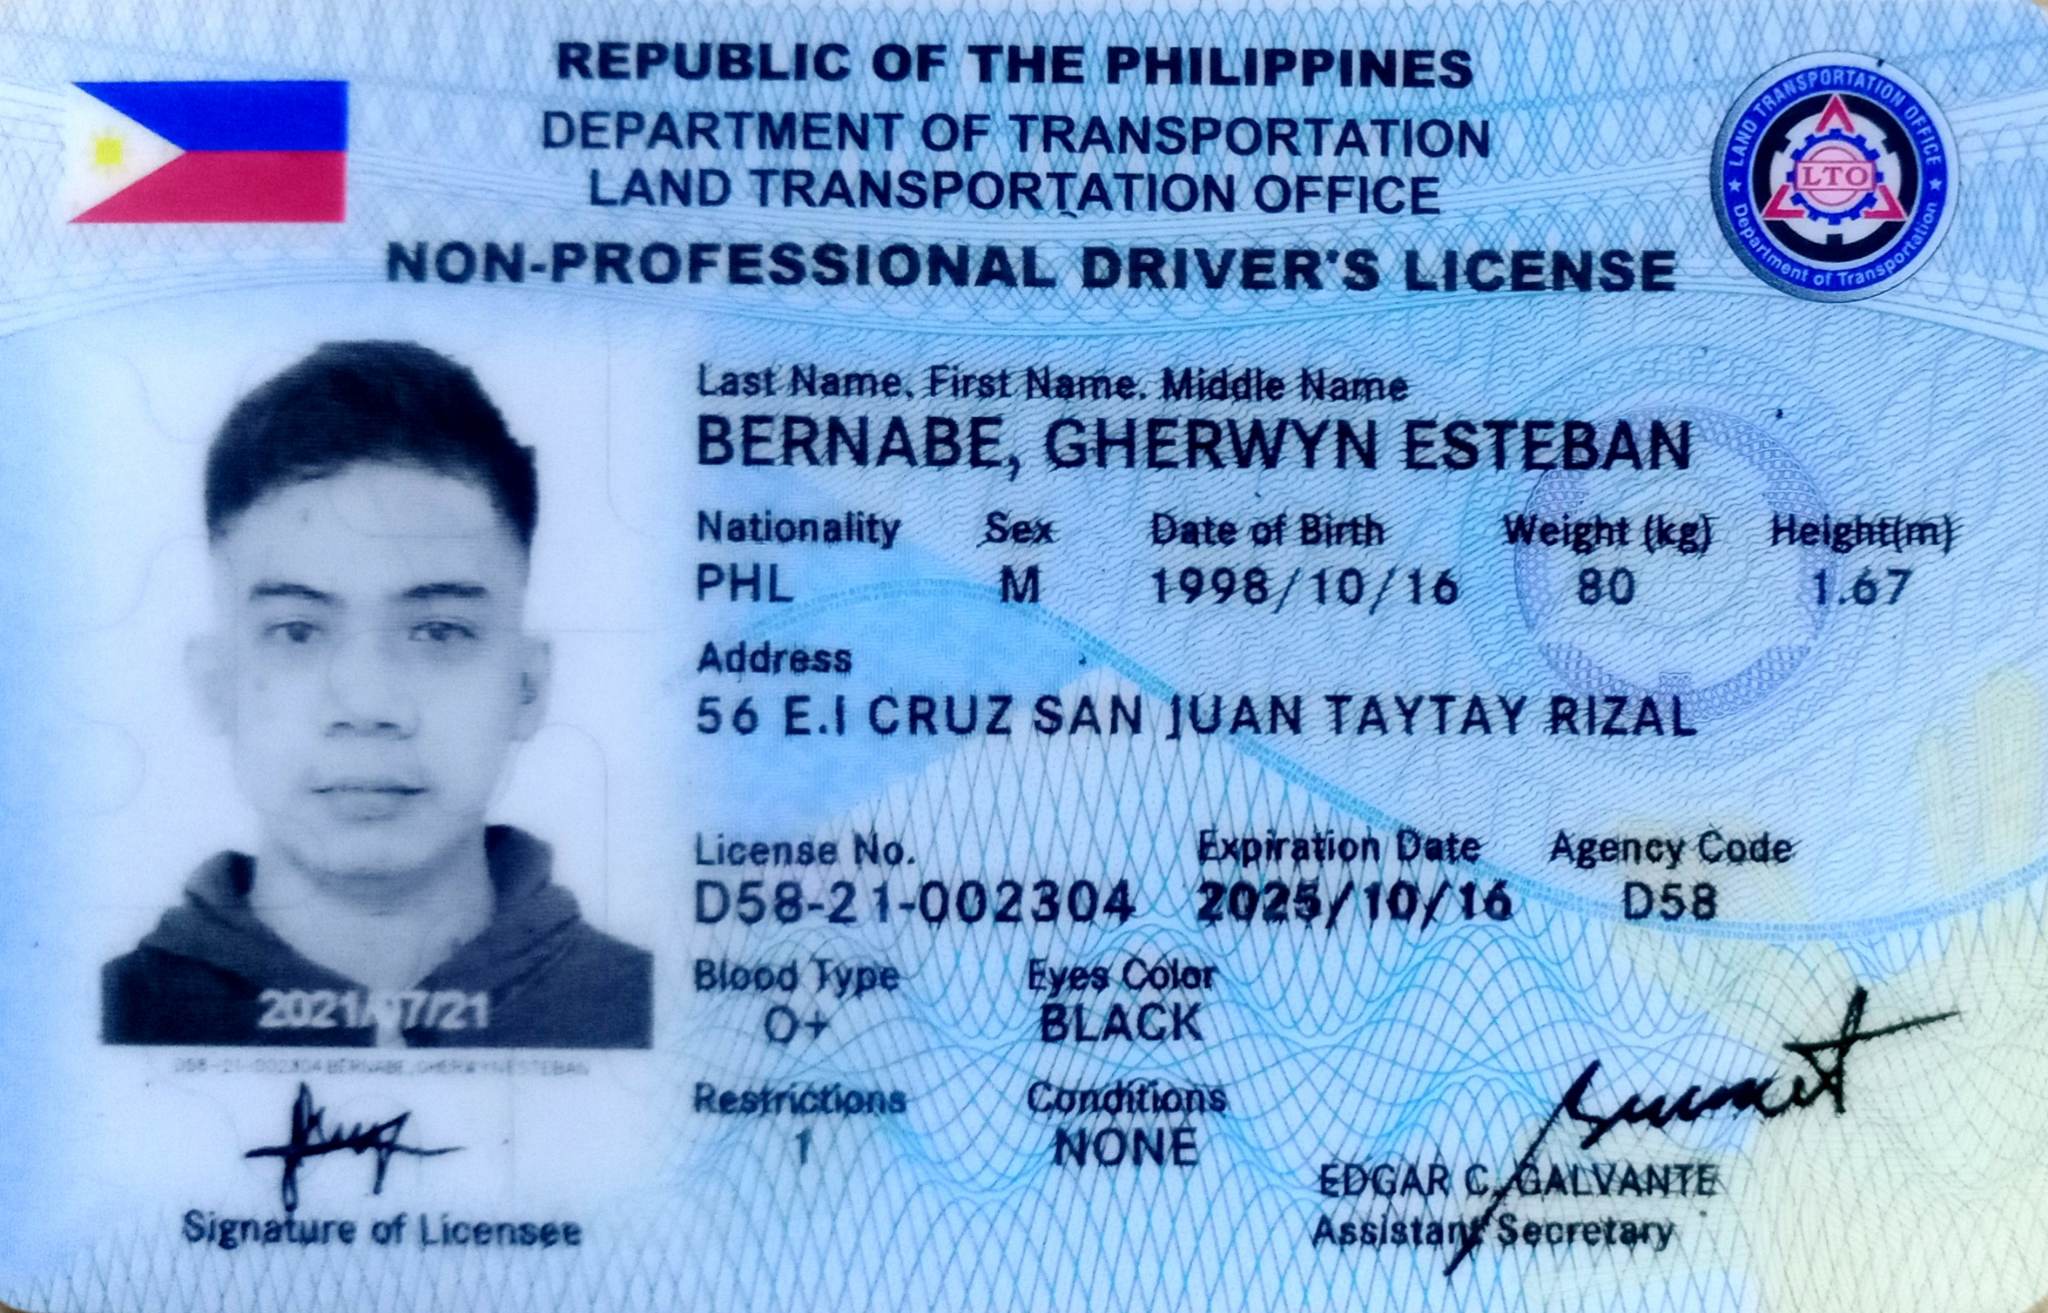 REPUBLIC OF THE PHILIPPINES
DEPARTMENT OF TRANSPORTATION
LAND TRANSPORTATION OFFICE
NON-PROFESSIONAL DRIVER'S LICENSE
LAND TRANSPORTATION OFFICE
LTO
Department of Transportation
Last Name, First Name, Middle Name
BERNABE, GHERWYN ESTEBAN
Nationality Sex Date of Birth Weight (kg) Height(m)
PHL M 1998/10/16 80 1.67
Address
56 E.I CRUZ SAN JUAN TAYTAY RIZAL
License No. Expiration Date Agency Code
D58-21-002304 2025/10/16 D58
Blood Type Eyes Color
O+ BLACK
Restrictions Conditions
1 NONE
2021/07/21
D58-21-002304 BERNABE, GHERWYN ESTEBAN
Signature of Licensee
EDGAR C. GALVANTE
Assistant Secretary